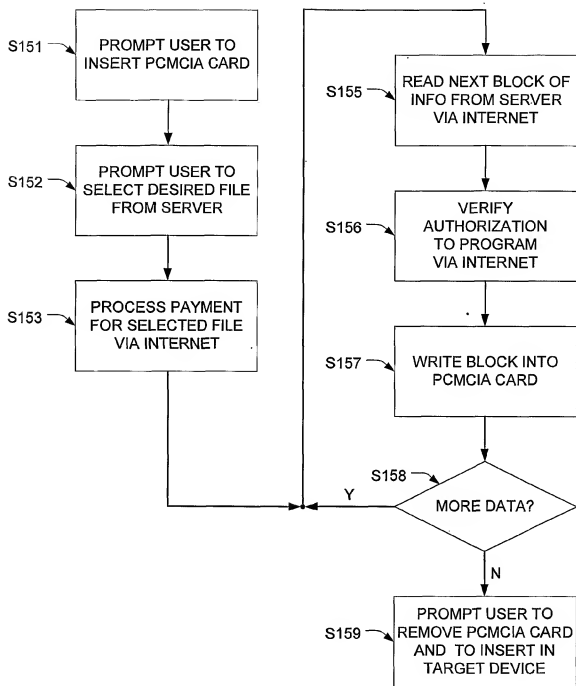 S151
PROMPT USER TO
INSERT PCMCIA CARD
S152
PROMPT USER TO
SELECT DESIRED FILE
FROM SERVER
S153
PROCESS PAYMENT
FOR SELECTED FILE
VIA INTERNET
S155
READ NEXT BLOCK OF
INFO FROM SERVER
VIA INTERNET
S156
VERIFY
AUTHORIZATION
TO PROGRAM
VIA INTERNET
S157
WRITE BLOCK INTO
PCMCIA CARD
S158
MORE DATA?
Y
N
S159
PROMPT USER TO
REMOVE PCMCIA CARD
AND TO INSERT IN
TARGET DEVICE